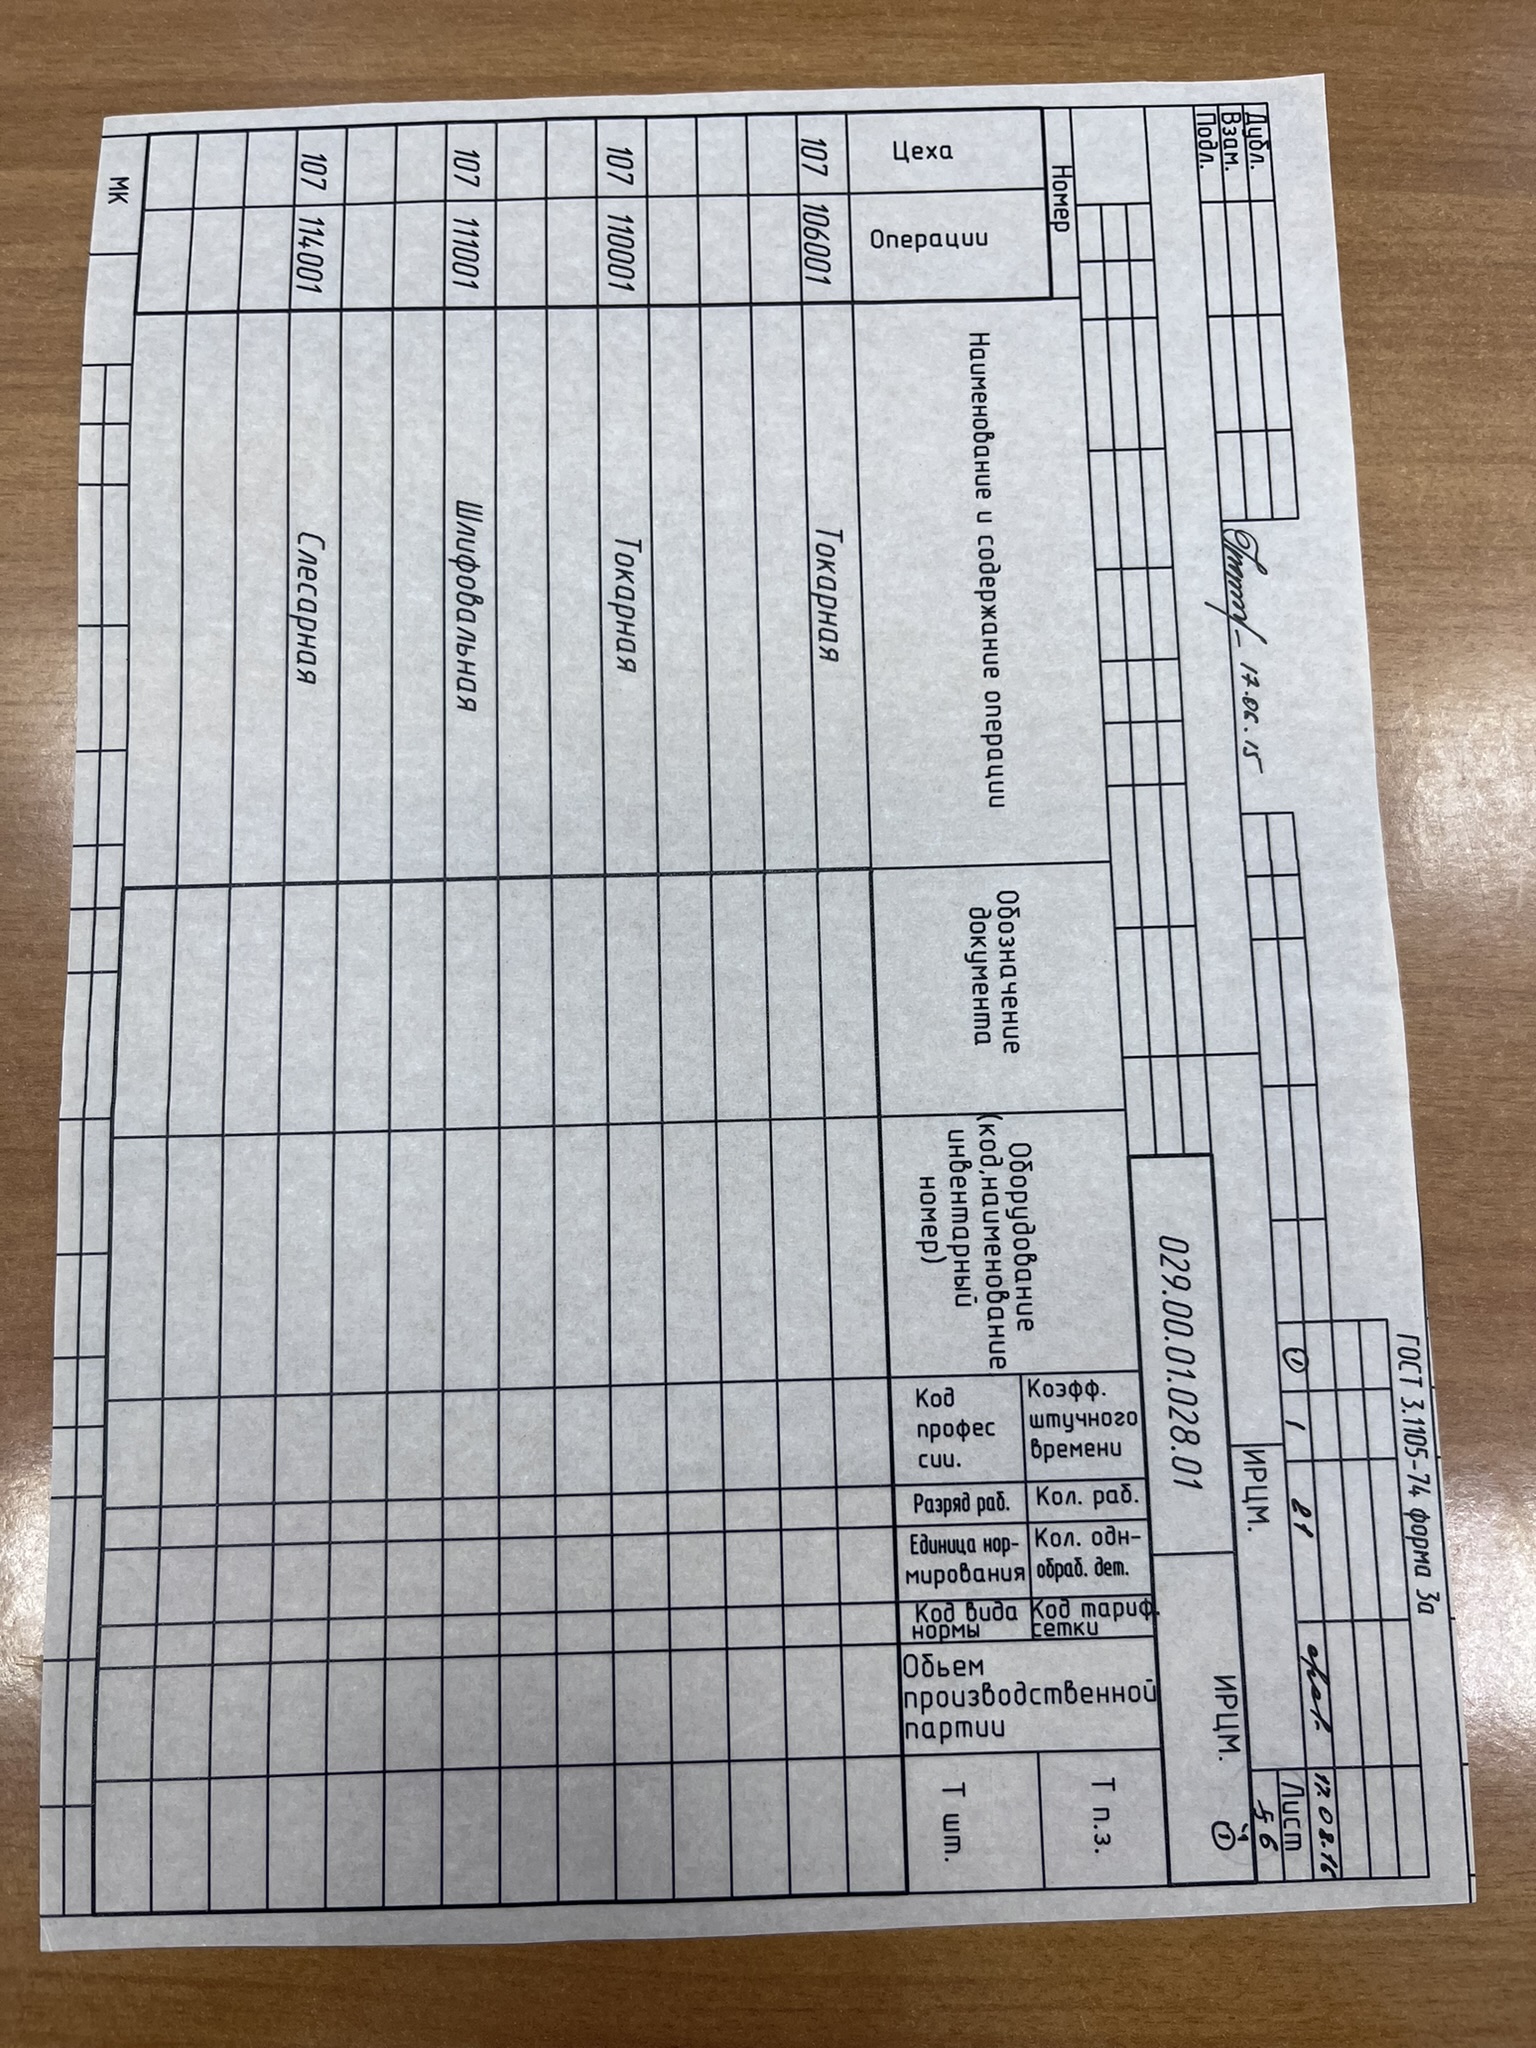 ГОСТ 3.1105-74 форма 3а
① 1 21 17.08.16
Дубл.
Взам.
Подл.
17.06.15
Лист
ИРЦМ.
5 6
ИРЦМ.
①
029.00.01.028.01
Номер
Цеха
Операции
Наименование и содержание операции
Обозначение
документа
Оборудование
(код,наименование
инвентарный
номер)
Коэфф.
штучного
времени
Код
профес
сии.
Кол. раб.
Разряд раб.
Кол. одн-
обраб. дет.
Единица нор-
мирования
Код тариф.
сетки
Код вида
нормы
Обьем
производственной
партии
Т п.з.
Т шт.
107 106001 Токарная
107 110001 Токарная
107 111001 Шлифовальная
107 114001 Слесарная
МК